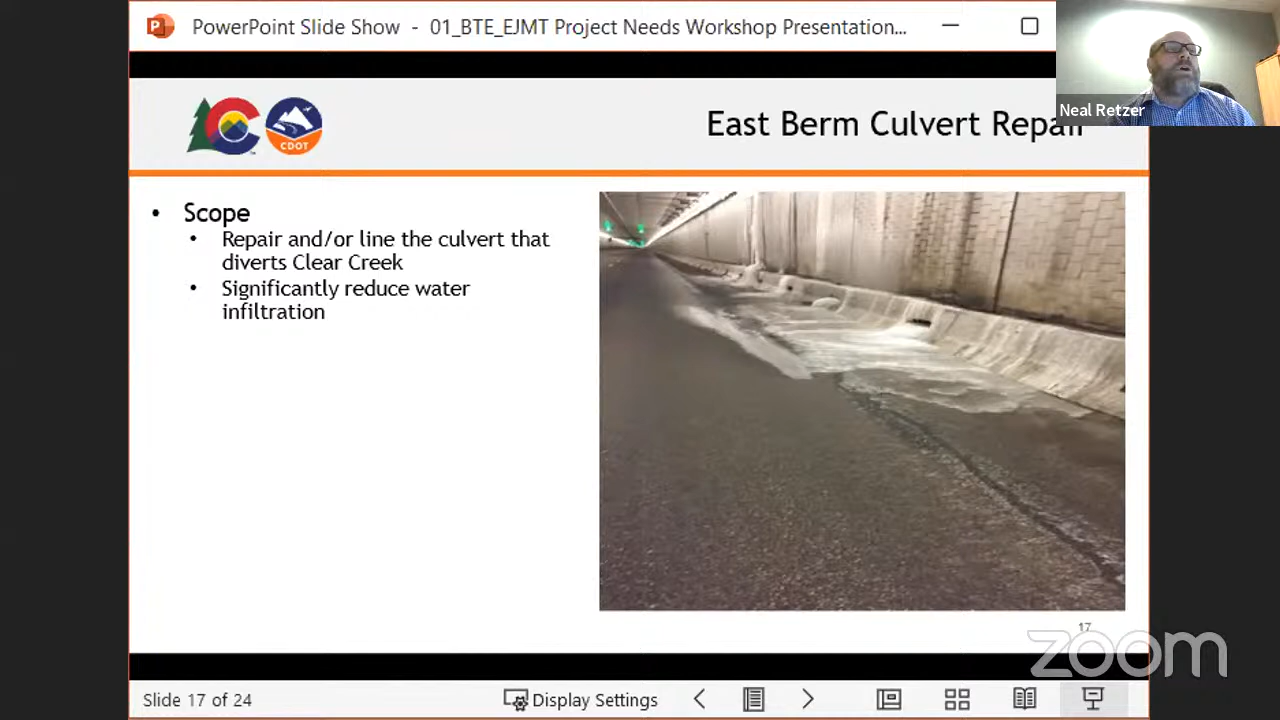 PowerPoint Slide Show - 01_BTE_EJMT Project Needs Workshop Presentation...
Neal Retzer
CDOT
East Berm Culvert Repair
• Scope
• Repair and/or line the culvert that
diverts Clear Creek
• Significantly reduce water
infiltration
17
zoom
Slide 17 of 24
Display Settings